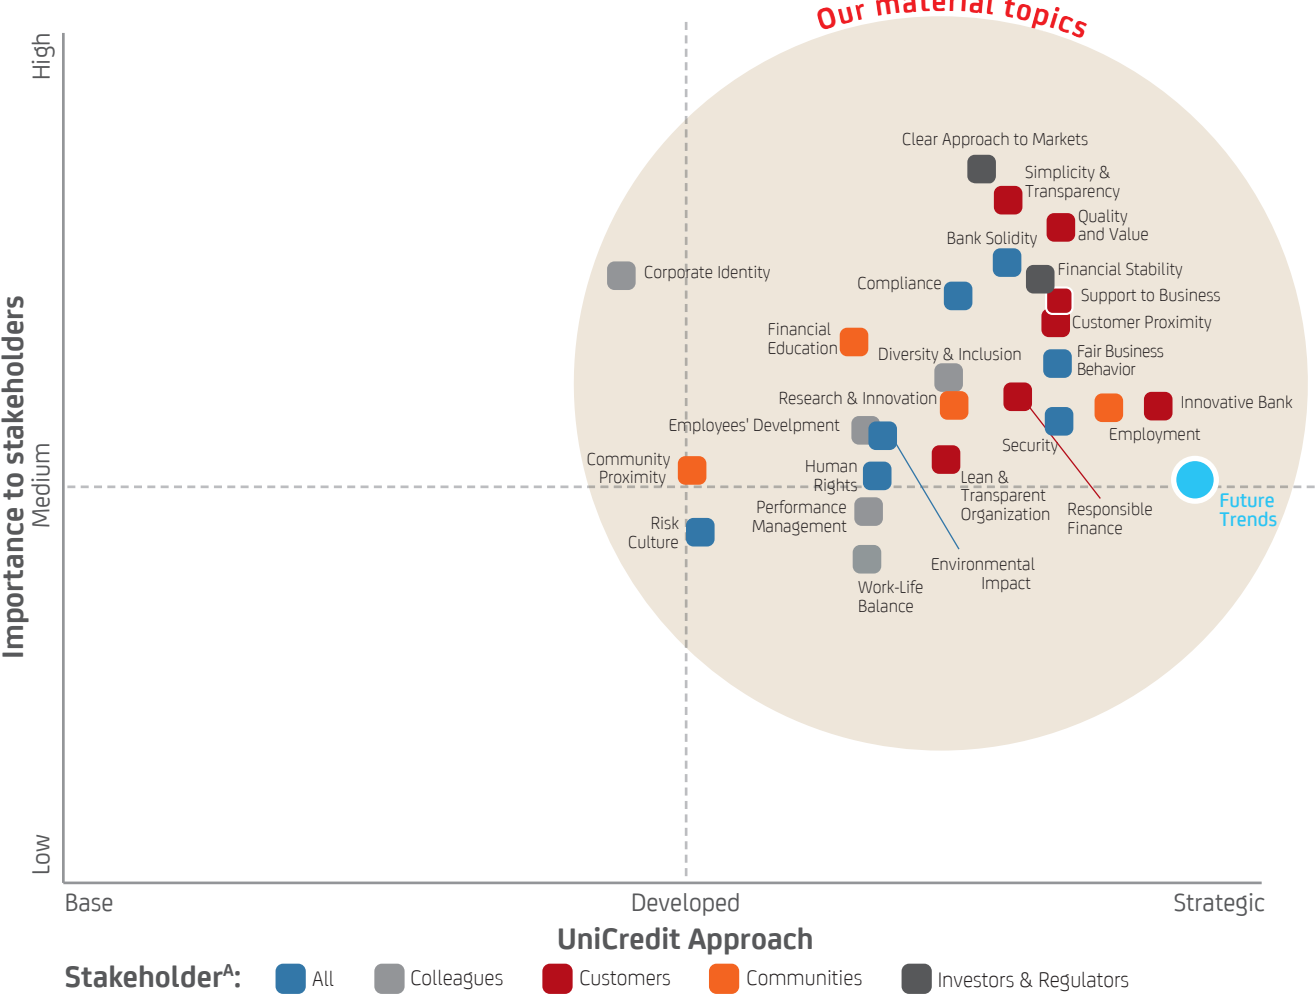 Our material topics
High
Clear Approach to Markets
Simplicity &
Transparency
Quality
and Value
Bank Solidity
Corporate Identity
Financial Stability
Compliance
Support to Business
Customer Proximity
Financial
Education
Diversity & Inclusion
Fair Business
Behavior
Research & Innovation
Innovative Bank
Employees' Develpment
Employment
Security
Community
Proximity
Human
Rights
Lean &
Transparent
Organization
Importance to stakeholders
Medium
Future
Trends
Performance
Management
Responsible
Finance
Risk
Culture
Environmental
Impact
Work-Life
Balance
Low
Base
Developed
Strategic
UniCredit Approach
StakeholderA:
All
Colleagues
Customers
Communities
Investors & Regulators